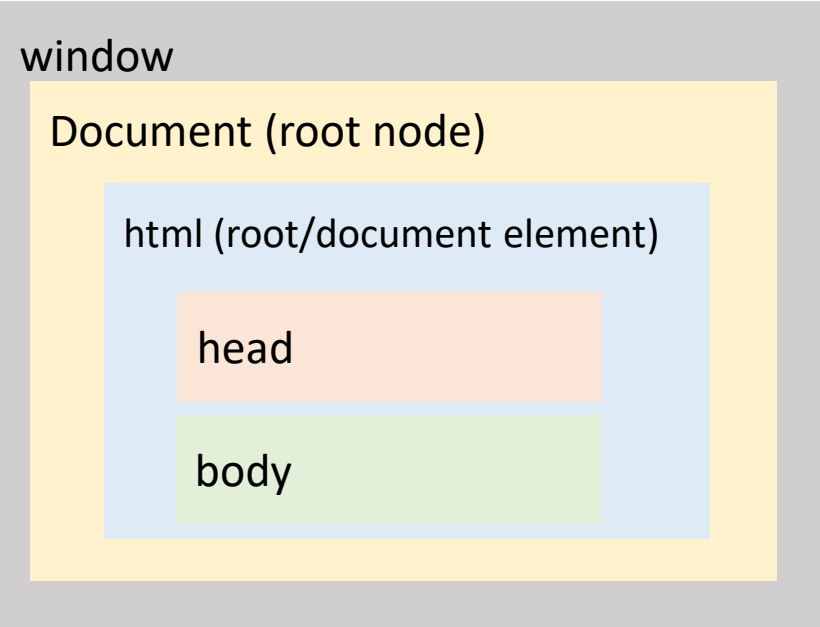 window
Document (root node)
html (root/document element)
head
body